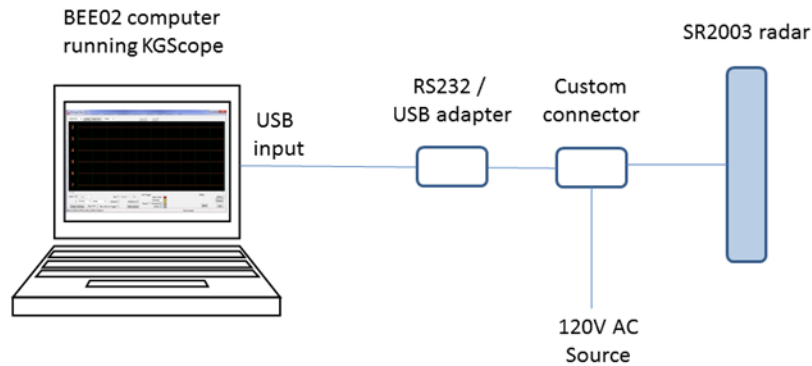 BEE02 computer
running KGScope
SR2003 radar
RS232 /
USB adapter
Custom
connector
USB
input
120V AC
Source